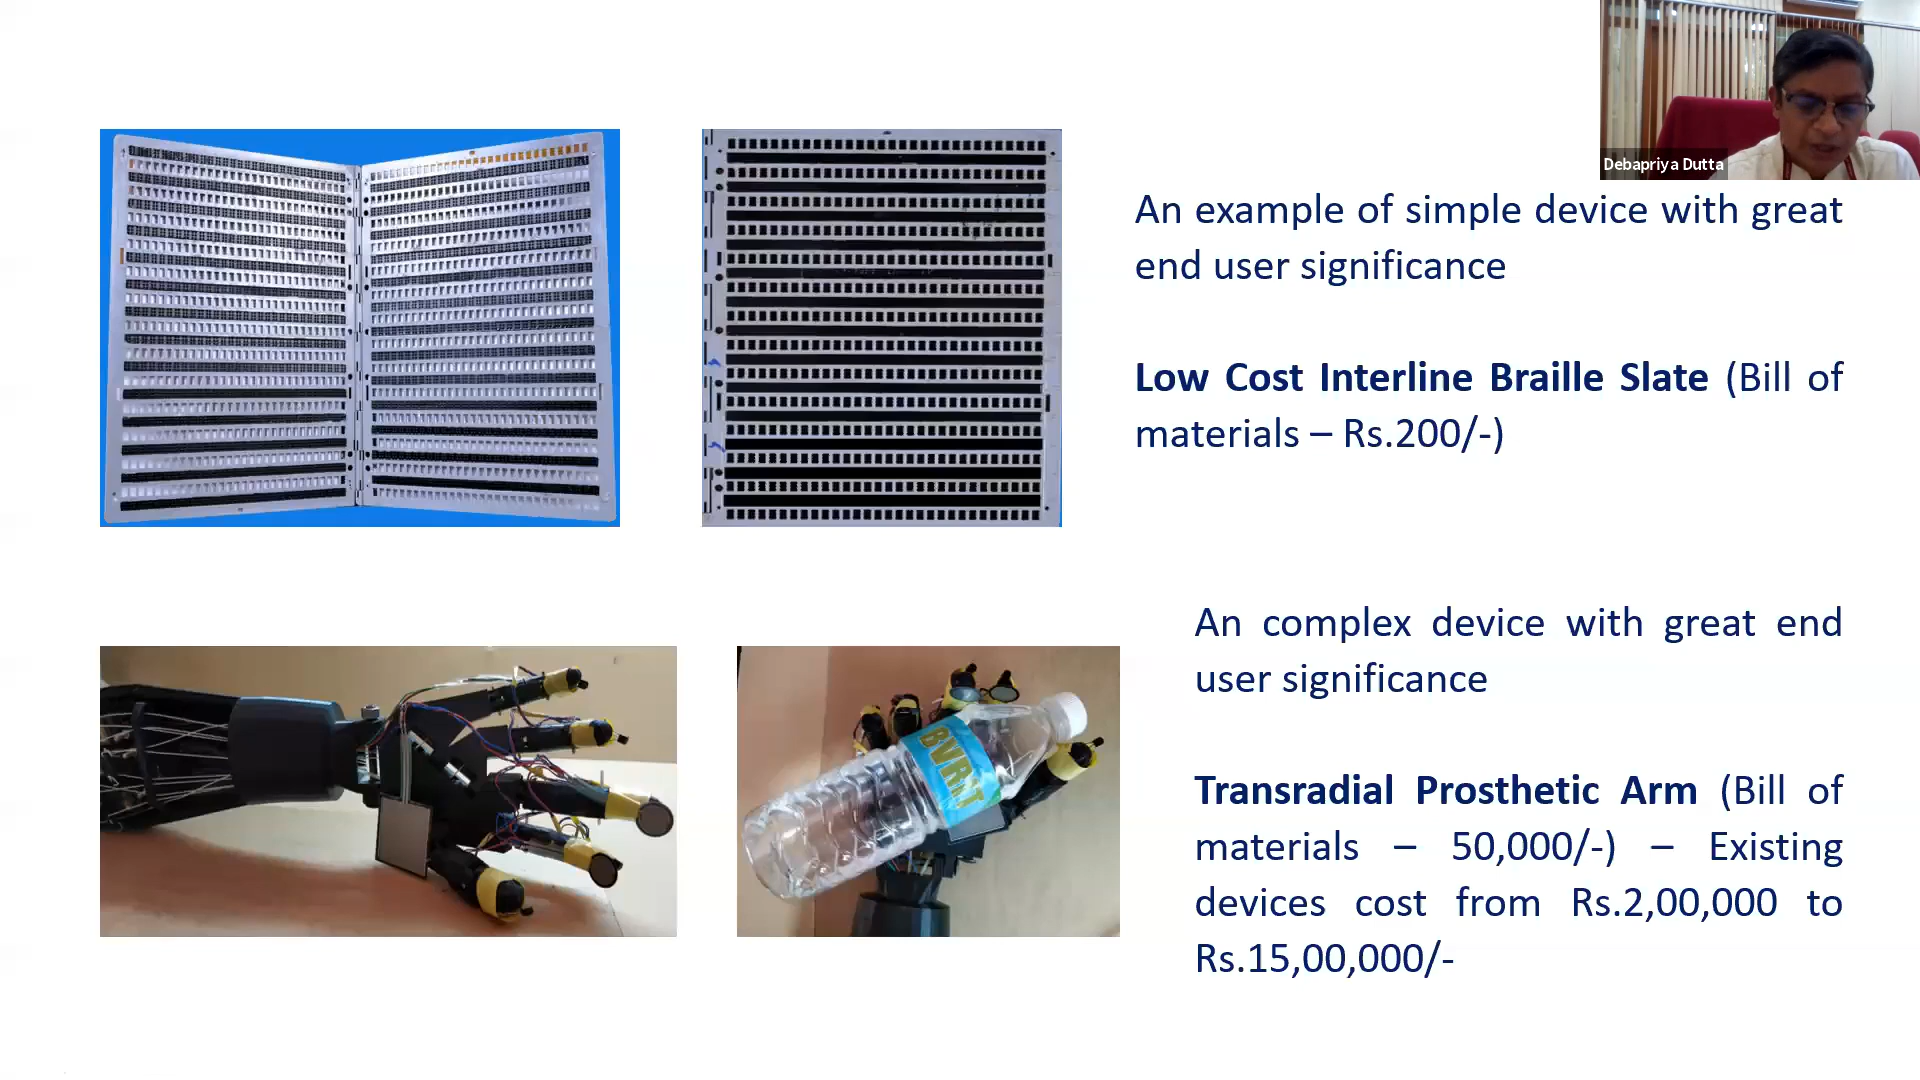 Debapriya Dutta
An example of simple device with great
end user significance
Low Cost Interline Braille Slate (Bill of
materials – Rs.200/-)
An complex device with great end
user significance
BVRIT
Transradial Prosthetic Arm (Bill of
materials – 50,000/-) – Existing
devices cost from Rs.2,00,000 to
Rs.15,00,000/-